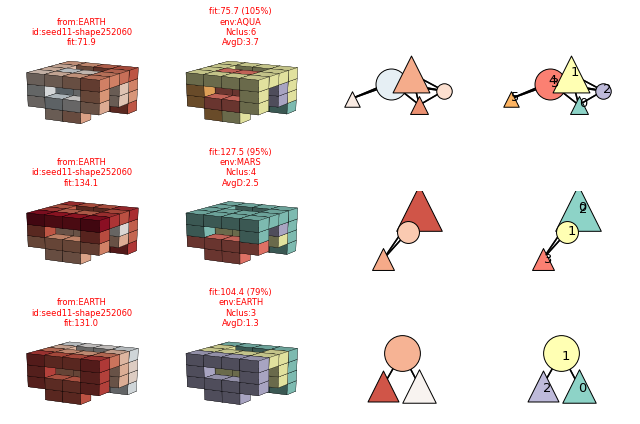 from:EARTH
id:seed11-shape252060
fit:71.9
fit:75.7 (105%)
env:AQUA
Nclus:6
AvgD:3.7
5
4
1
2
0
from:EARTH
id:seed11-shape252060
fit:134.1
fit:127.5 (95%)
env:MARS
Nclus:4
AvgD:2.5
2
1
3
from:EARTH
id:seed11-shape252060
fit:131.0
fit:104.4 (79%)
env:EARTH
Nclus:3
AvgD:1.3
1
2
0